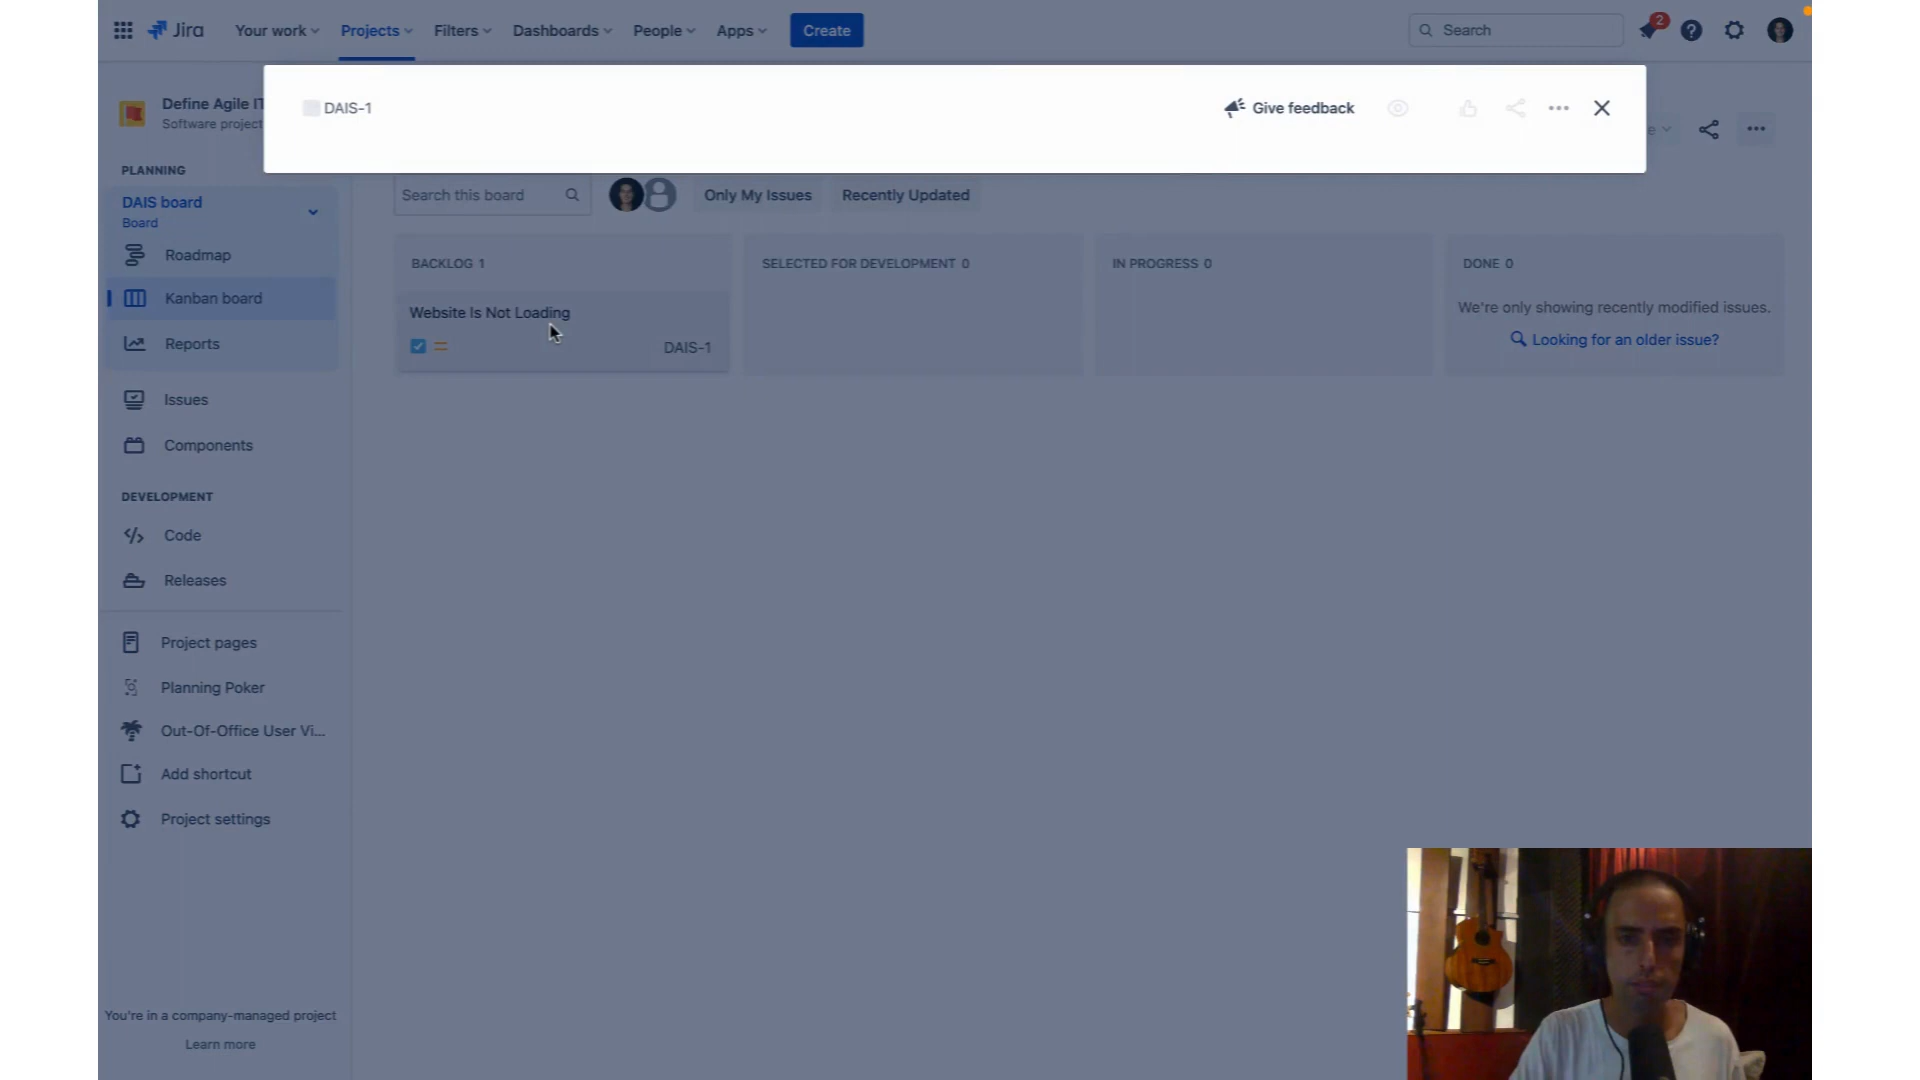 Jira
Your work
Projects
Filters
Dashboards
People
Apps
Create
Search
2
Define Agile IT
Software project
DAIS-1
Give feedback
PLANNING
DAIS board
Board
Roadmap
Kanban board
Reports
Issues
Components
DEVELOPMENT
Code
Releases
Project pages
Planning Poker
Out-Of-Office User Vi...
Add shortcut
Project settings
You're in a company-managed project
Learn more
Search this board
Only My Issues
Recently Updated
BACKLOG 1
Website Is Not Loading
DAIS-1
SELECTED FOR DEVELOPMENT 0
IN PROGRESS 0
DONE 0
We're only showing recently modified issues.
Looking for an older issue?